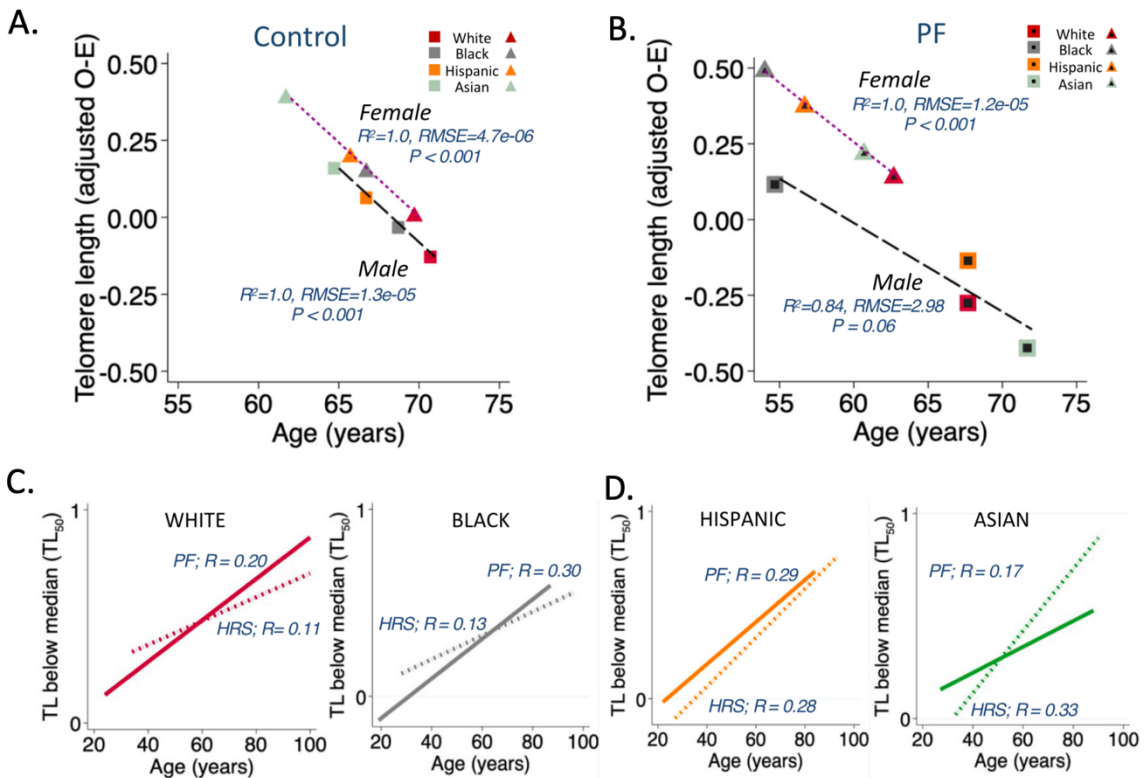 A.
Control
White
Black
Hispanic
Asian
Telomere length (adjusted O-E)
0.50
0.25
0.00
-0.25
-0.50
Female
R²=1.0, RMSE=4.7e-06
P < 0.001
Male
R²=1.0, RMSE=1.3e-05
P < 0.001
55 60 65 70 75
Age (years)
B.
PF
White
Black
Hispanic
Asian
Telomere length (adjusted O-E)
0.50
0.25
0.00
-0.25
-0.50
Female
R²=1.0, RMSE=1.2e-05
P < 0.001
Male
R²=0.84, RMSE=2.98
P = 0.06
55 60 65 70 75
Age (years)
C.
WHITE
TL below median (TL₅₀)
1
0
PF; R = 0.20
HRS; R= 0.11
20 40 60 80 100
Age (years)
BLACK
TL below median (TL₅₀)
1
0
PF; R = 0.30
HRS; R = 0.13
20 40 60 80 100
Age (years)
D.
HISPANIC
TL below median (TL₅₀)
1
0
PF; R = 0.29
HRS; R = 0.28
20 40 60 80 100
Age (years)
ASIAN
TL below median (TL₅₀)
1
0
PF; R = 0.17
HRS; R = 0.33
20 40 60 80 100
Age (years)